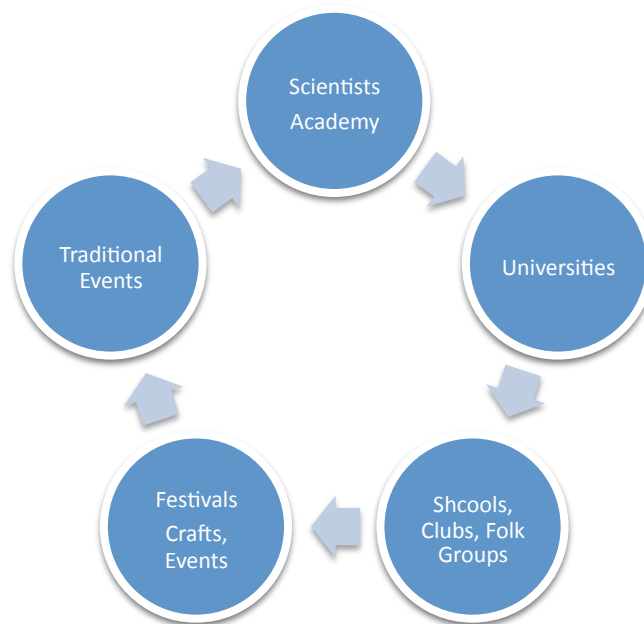 Scientists
Academy
Universities
Shcools,
Clubs, Folk
Groups
Festivals
Crafts,
Events
Traditional
Events